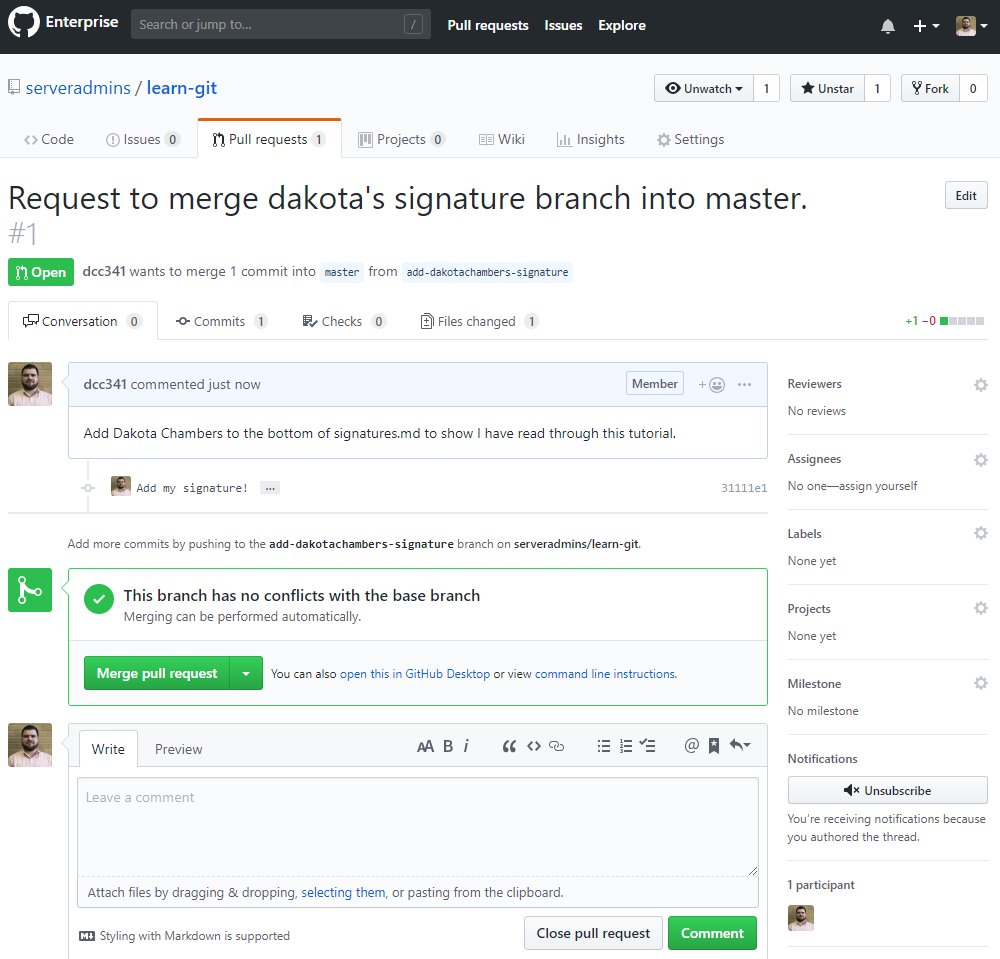 Enterprise Search or jump to... / Pull requests Issues Explore
serveradmins / learn-git Unwatch 1 Unstar 1 Fork 0
Code Issues 0 Pull requests 1 Projects 0 Wiki Insights Settings
Request to merge dakota's signature branch into master. Edit
#1
Open dcc341 wants to merge 1 commit into master from add-dakotachambers-signature
Conversation 0 Commits 1 Checks 0 Files changed 1 +1 −0
dcc341 commented just now Member
Add Dakota Chambers to the bottom of signatures.md to show I have read through this tutorial.
Add my signature! … 31111e1
Add more commits by pushing to the add-dakotachambers-signature branch on serveradmins/learn-git.
This branch has no conflicts with the base branch
Merging can be performed automatically.
Merge pull request You can also open this in GitHub Desktop or view command line instructions.
Write Preview AA B i @
Leave a comment
Attach files by dragging & dropping, selecting them, or pasting from the clipboard.
Styling with Markdown is supported
Close pull request Comment
Reviewers
No reviews
Assignees
No one—assign yourself
Labels
None yet
Projects
None yet
Milestone
No milestone
Notifications
Unsubscribe
You're receiving notifications because
you authored the thread.
1 participant